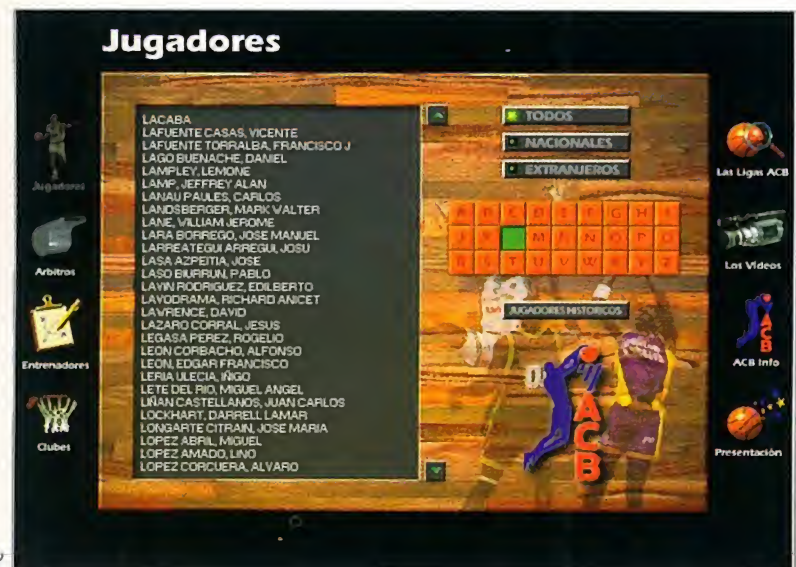 Jugadores
LACABA
LAFUENTE CASAS, VICENTE
LAFUENTE TORRALBA, FRANCISCO J
LAGO BUENACHE, DANIEL
LAMPLEY, LEMONE
LAMP, JEFFREY ALAN
LANAU PAULES, CARLOS
LANDSBERGER, MARK WALTER
LANE, WILLIAM JEROME
LARA BORREGO, JOSE MANUEL
LARREATEGUI ARREGUI, JOSU
LASA AZPEITIA, JOSE
LASO BIURRUN, PABLO
LAVIN RODRIGUEZ, EDILBERTO
LAVODRAMA, RICHARD ANICET
LAWRENCE, DAVID
LAZARO CORRAL, JESUS
LEGASA PEREZ, ROGELIO
LEON CORBACHO, ALFONSO
LEON, EDGAR FRANCISCO
LERIA ULECIA, IÑIGO
LETE DEL RIO, MIGUEL ANGEL
LIÑAN CASTELLANOS, JUAN CARLOS
LOCKHART, DARRELL LAMAR
LONGARTE CITRAIN, JOSE MARIA
LOPEZ ABRIL, MIGUEL
LOPEZ AMADO, LINO
LOPEZ CORCUERA, ALVARO
TODOS
NACIONALES
EXTRANJEROS
JUGADORES HISTORICOS
ACB
Jugadores
Arbitros
Entrenadores
Clubes
Las Ligas ACB
Los Vídeos
ACB
ACB Info
Presentación